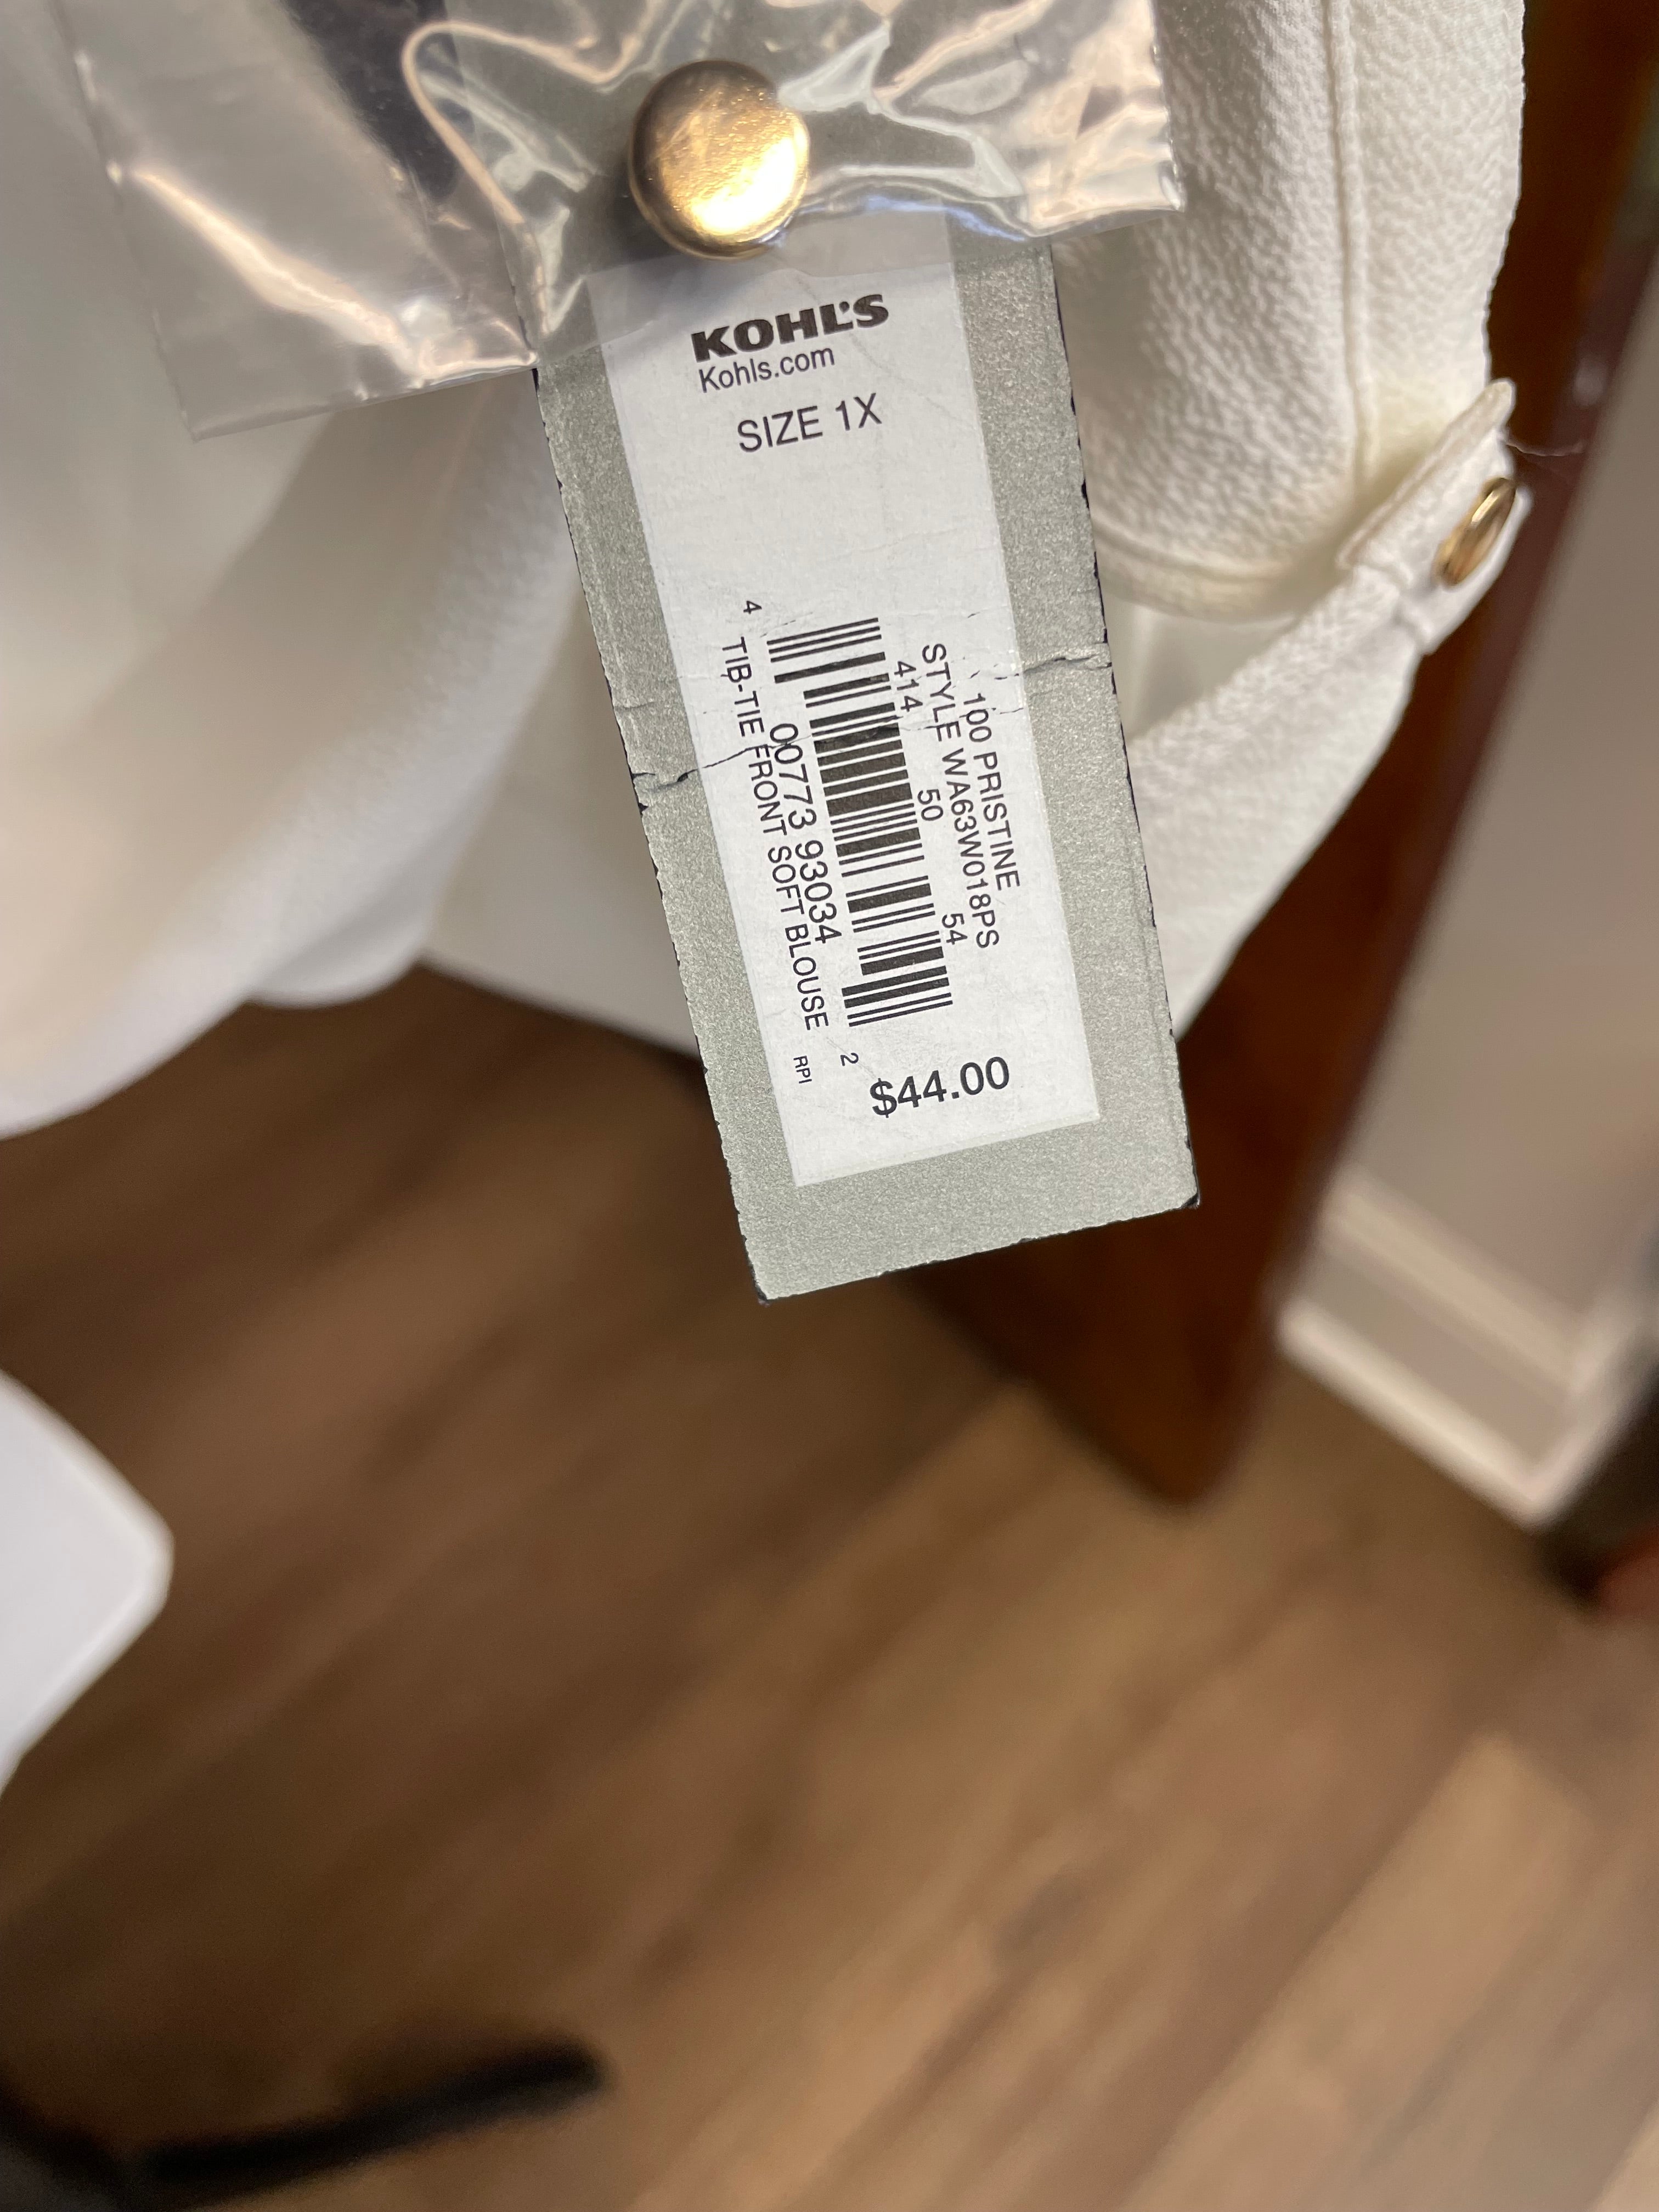 KOHL'S
Kohls.com
SIZE 1X
100 PRISTINE
STYLE WA63W018PS
414 50 54
4 00773 93034 2
TIB-TIE FRONT SOFT BLOUSE RPI
$44.00